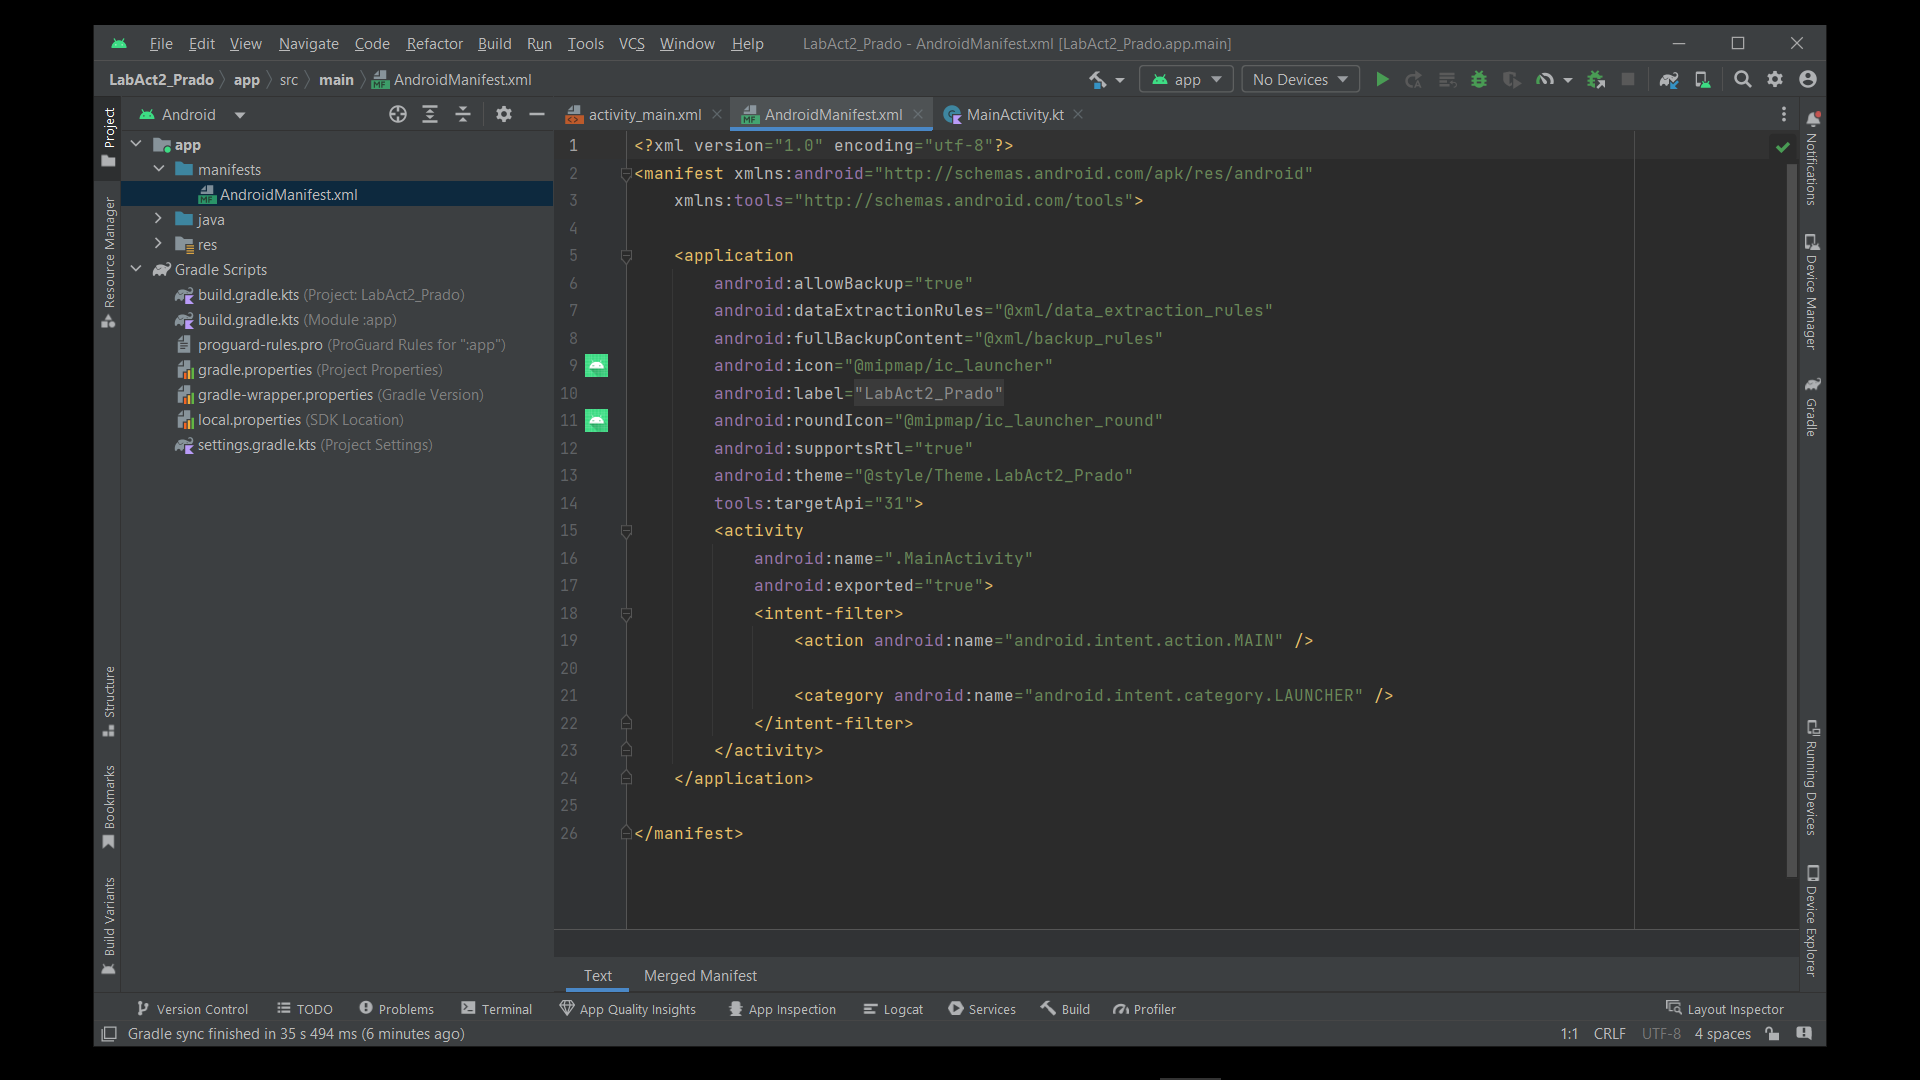 File Edit View Navigate Code Refactor Build Run Tools VCS Window Help LabAct2_Prado - AndroidManifest.xml [LabAct2_Prado.app.main]
LabAct2_Prado app src main AndroidManifest.xml app No Devices
Android
activity_main.xml AndroidManifest.xml MainActivity.kt
Project
Resource Manager
Structure
Bookmarks
Build Variants
app
manifests
AndroidManifest.xml
java
res
Gradle Scripts
build.gradle.kts (Project: LabAct2_Prado)
build.gradle.kts (Module :app)
proguard-rules.pro (ProGuard Rules for ":app")
gradle.properties (Project Properties)
gradle-wrapper.properties (Gradle Version)
local.properties (SDK Location)
settings.gradle.kts (Project Settings)
1 <?xml version="1.0" encoding="utf-8"?>
2 <manifest xmlns:android="http://schemas.android.com/apk/res/android"
3 xmlns:tools="http://schemas.android.com/tools">
4
5 <application
6 android:allowBackup="true"
7 android:dataExtractionRules="@xml/data_extraction_rules"
8 android:fullBackupContent="@xml/backup_rules"
9 android:icon="@mipmap/ic_launcher"
10 android:label="LabAct2_Prado"
11 android:roundIcon="@mipmap/ic_launcher_round"
12 android:supportsRtl="true"
13 android:theme="@style/Theme.LabAct2_Prado"
14 tools:targetApi="31">
15 <activity
16 android:name=".MainActivity"
17 android:exported="true">
18 <intent-filter>
19 <action android:name="android.intent.action.MAIN" />
20
21 <category android:name="android.intent.category.LAUNCHER" />
22 </intent-filter>
23 </activity>
24 </application>
25
26 </manifest>
Notifications
Device Manager
Gradle
Running Devices
Device Explorer
Text Merged Manifest
Version Control TODO Problems Terminal App Quality Insights App Inspection Logcat Services Build Profiler Layout Inspector
Gradle sync finished in 35 s 494 ms (6 minutes ago) 1:1 CRLF UTF-8 4 spaces